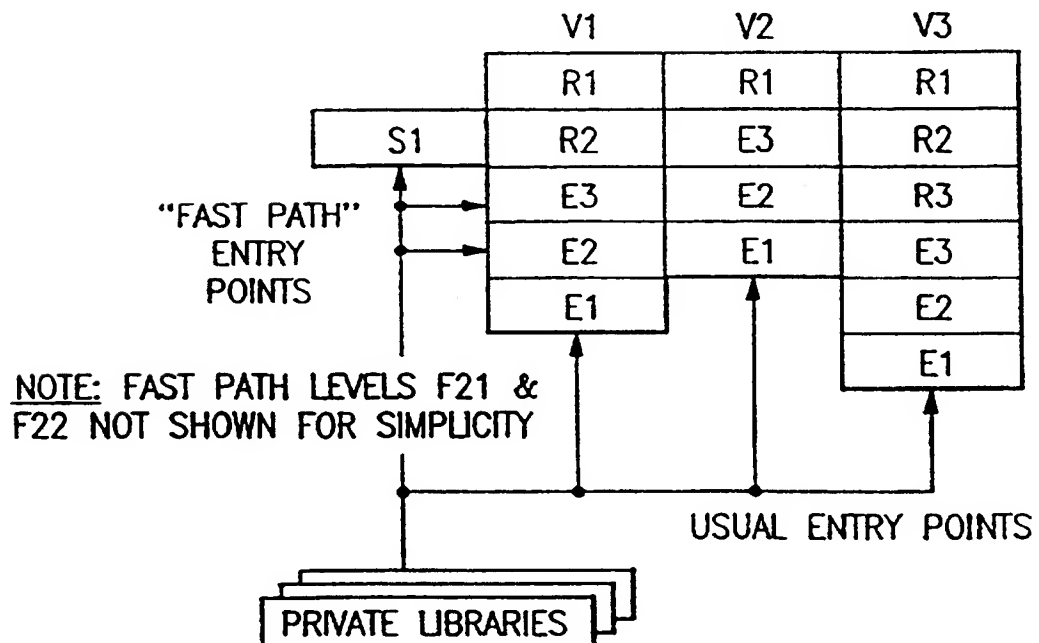 V1 V2 V3
R1 R1 R1
S1 R2 E3 R2
E3 E2 R3
"FAST PATH"
ENTRY
POINTS
E2 E1 E3
E1 E2
E1
NOTE: FAST PATH LEVELS F21 &
F22 NOT SHOWN FOR SIMPLICITY
USUAL ENTRY POINTS
PRIVATE LIBRARIES